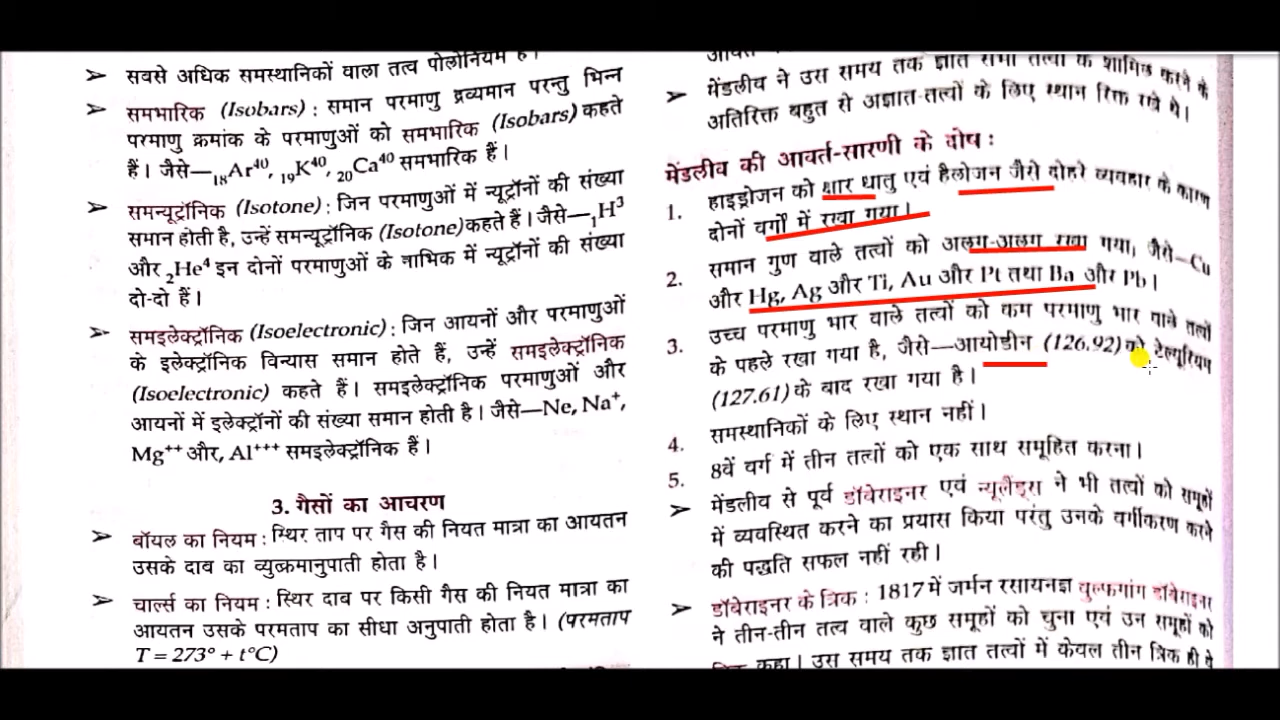 सबसे अधिक समस्थानिकों वाला तत्व पोलोनियम है।
➢ समभारिक (Isobars) : समान परमाणु द्रव्यमान परन्तु भिन्न
परमाणु क्रमांक के परमाणुओं को समभारिक (Isobars) कहते
हैं। जैसे—₁₈Ar⁴⁰, ₁₉K⁴⁰, ₂₀Ca⁴⁰ समभारिक हैं।
➢ समन्यूट्रॉनिक (Isotone) : जिन परमाणुओं में न्यूट्रॉनों की संख्या
समान होती है, उन्हें समन्यूट्रॉनिक (Isotone) कहते हैं। जैसे—₁H³
और ₂He⁴ इन दोनों परमाणुओं के नाभिक में न्यूट्रॉनों की संख्या
दो-दो हैं।
➢ समइलेक्ट्रॉनिक (Isoelectronic) : जिन आयनों और परमाणुओं
के इलेक्ट्रॉनिक विन्यास समान होते हैं, उन्हें समइलेक्ट्रॉनिक
(Isoelectronic) कहते हैं। समइलेक्ट्रॉनिक परमाणुओं और
आयनों में इलेक्ट्रॉनों की संख्या समान होती है। जैसे—Ne, Na⁺,
Mg⁺⁺ और, Al⁺⁺⁺ समइलेक्ट्रॉनिक हैं।
3. गैसों का आचरण
➢ बॉयल का नियम : स्थिर ताप पर गैस की नियत मात्रा का आयतन
उसके दाब का व्युत्क्रमानुपाती होता है।
➢ चार्ल्स का नियम : स्थिर दाब पर किसी गैस की नियत मात्रा का
आयतन उसके परमताप का सीधा अनुपाती होता है। (परमताप
T = 273° + t°C)
➢ मेंडलीव ने उस समय तक ज्ञात सभी तत्वों के शामिल करने के
अतिरिक्त बहुत से अज्ञात-तत्वों के लिए स्थान रिक्त रखे थे।
मेंडलीव की आवर्त-सारणी के दोष :
1. हाइड्रोजन को क्षार धातु एवं हैलोजन जैसे दोहरे व्यवहार के कारण
दोनों वर्गों में रखा गया।
2. समान गुण वाले तत्वों को अलग-अलग रखा गया, जैसे—Cu
और Hg, Ag और Ti, Au और Pt तथा Ba और Pb।
3. उच्च परमाणु भार वाले तत्वों को कम परमाणु भार वाले तत्वों
के पहले रखा गया है, जैसे—आयोडीन (126.92) को टेल्यूरियम
(127.61) के बाद रखा गया है।
4. समस्थानिकों के लिए स्थान नहीं।
5. 8वें वर्ग में तीन तत्वों को एक साथ समूहित करना।
➢ मेंडलीव से पूर्व डॉबेराइनर एवं न्यूलैंड्स ने भी तत्वों को समूहों
में व्यवस्थित करने का प्रयास किया परंतु उनके वर्गीकरण करने
की पद्धति सफल नहीं रही।
➢ डॉबेराइनर के त्रिक : 1817 में जर्मन रसायनज्ञ वुल्फगांग डॉबेराइनर
ने तीन-तीन तत्व वाले कुछ समूहों को चुना एवं उन समूहों को
त्रिक कहा। उस समय तक ज्ञात तत्वों में केवल तीन त्रिक ही थे